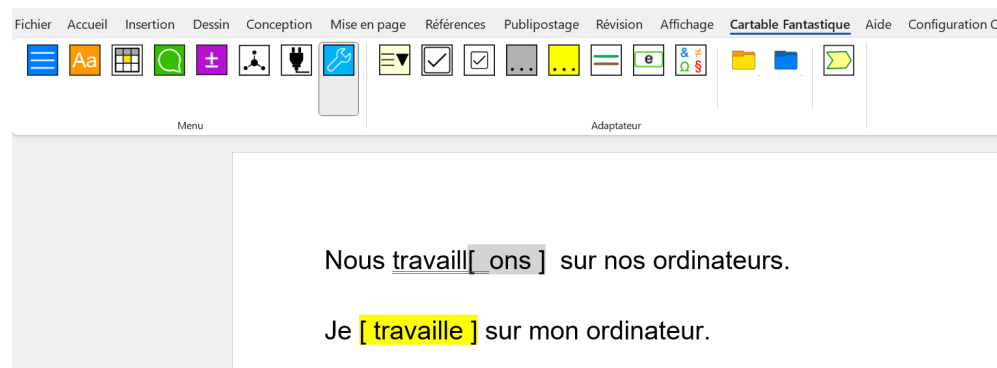 Fichier Accueil Insertion Dessin Conception Mise en page Références Publipostage Révision Affichage Cartable Fantastique Aide Configuration C
Aa ± ... ... e & ≠ Ω §
Menu Adaptateur
Nous travaill[ ons ] sur nos ordinateurs.
Je [ travaille ] sur mon ordinateur.